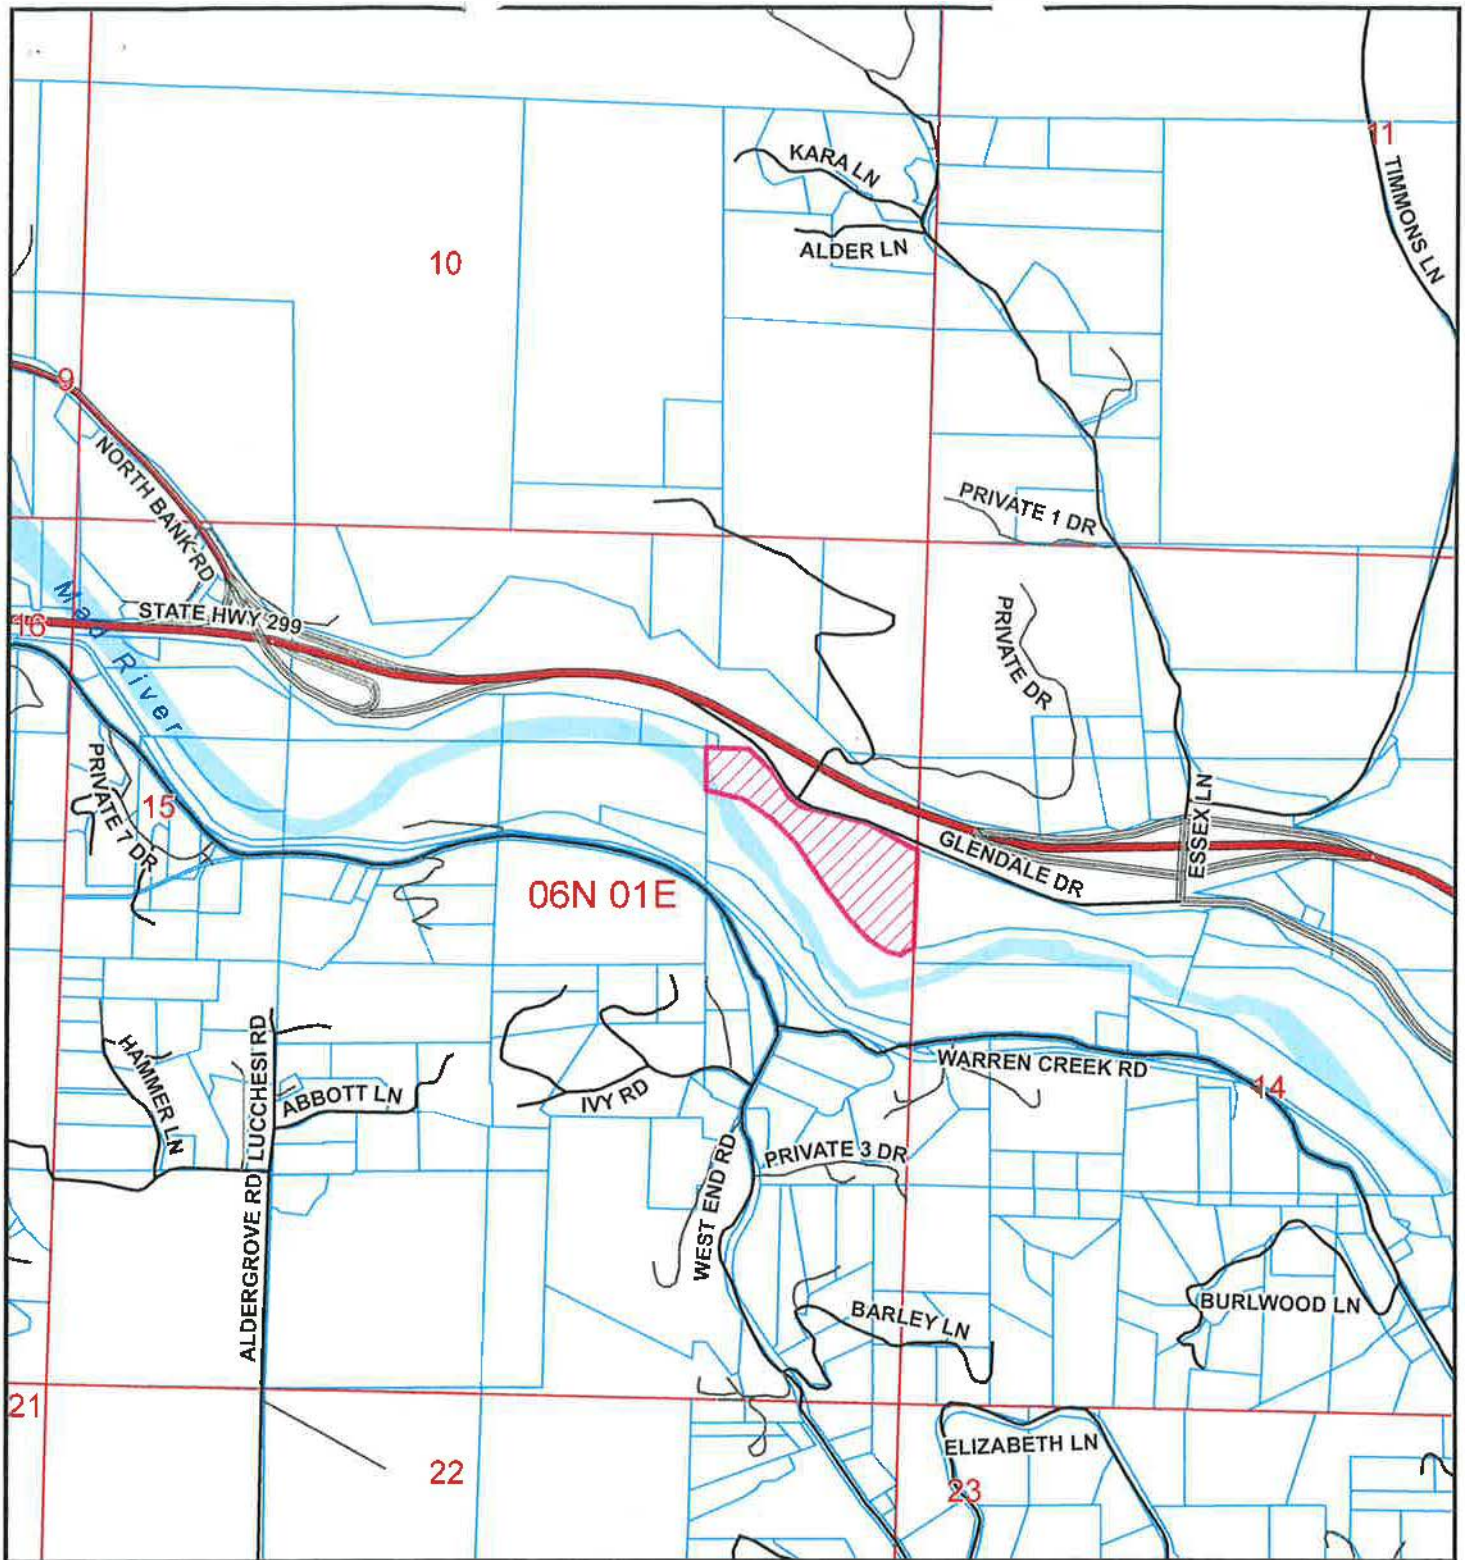 11
KARA LN
TIMMONS LN
ALDER LN
10
9
NORTH BANK RD
PRIVATE 1 DR
Mad River
STATE HWY 299
16
PRIVATE DR
PRIVATE 7 DR
15
ESSEX LN
GLENDALE DR
06N 01E
HAMMER LN
LUCCHESI RD
ABBOTT LN
IVY RD
WARREN CREEK RD
14
PRIVATE 3 DR
WEST END RD
ALDERGROVE RD
BURLWOOD LN
BARLEY LN
21
ELIZABETH LN
22
23